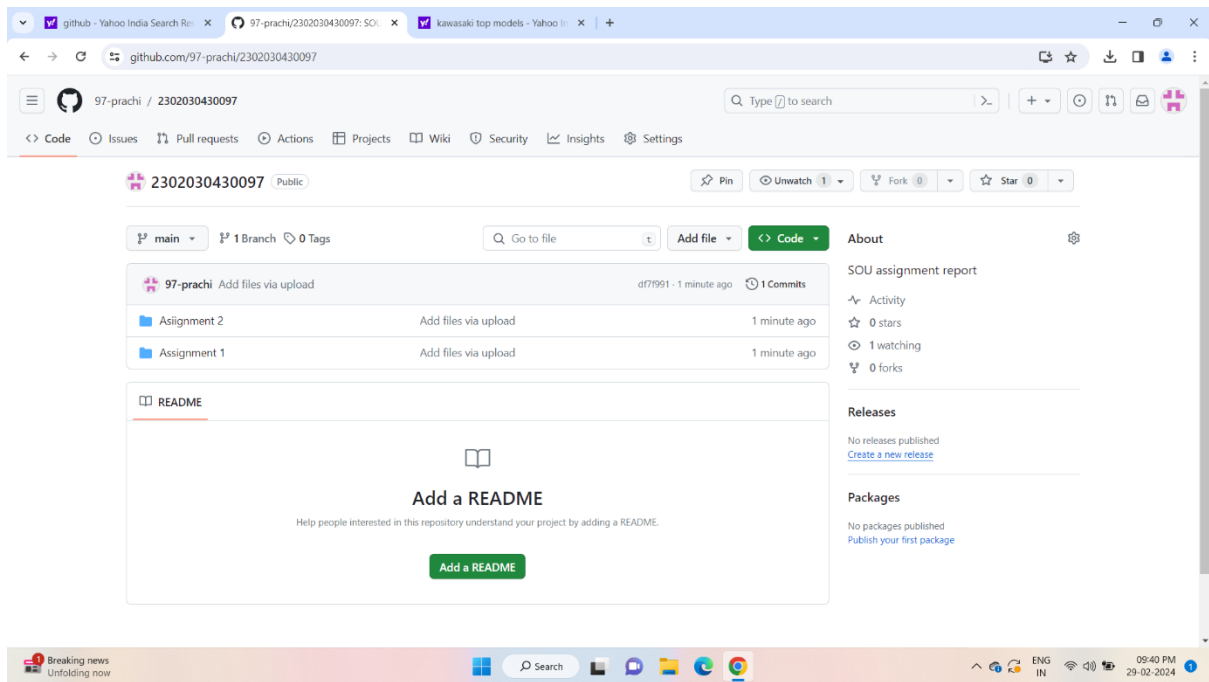 github - Yahoo India Search Res
97-prachi/2302030430097: SOU
kawasaki top models - Yahoo In
github.com/97-prachi/2302030430097
97-prachi / 2302030430097
Type / to search
<> Code Issues Pull requests Actions Projects Wiki Security Insights Settings
2302030430097 Public
Pin Unwatch 1 Fork 0 Star 0
main 1 Branch 0 Tags Go to file t Add file <> Code
97-prachi Add files via upload df7f991 · 1 minute ago 1 Commits
Asiignment 2 Add files via upload 1 minute ago
Assignment 1 Add files via upload 1 minute ago
README
Add a README
Help people interested in this repository understand your project by adding a README.
Add a README
About
SOU assignment report
Activity
0 stars
1 watching
0 forks
Releases
No releases published
Create a new release
Packages
No packages published
Publish your first package
1
Breaking news
Unfolding now
Search
ENG
IN
09:40 PM
29-02-2024
1